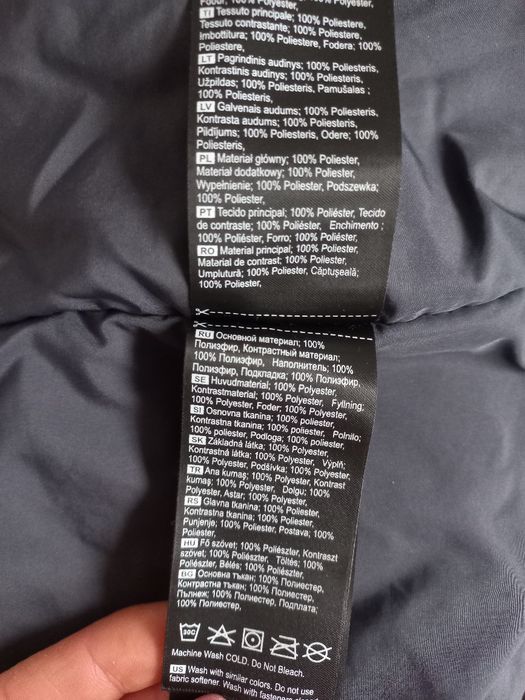 Fodur, 100% Polyester, 100% Polyester,
IT Tessuto principale; 100% Poliestere,
Tessuto contrastante; 100% Poliestere,
Imbottitura; 100% Poliestere, Fodera; 100%
Poliestere,
LT Pagrindinis audinys; 100% Poliesteris,
Kontrastinis audinys; 100% Poliesteris,
Užpildas; 100% Poliesteris, Pamušalas ;
100% Poliesteris,
LV Galvenais audums; 100% Poliesteris,
Kontrasta audums; 100% Poliesteris,
Pildījums; 100% Poliesteris, Odere; 100%
Poliesteris,
PL Materiał główny; 100% Poliester,
Materiał dodatkowy; 100% Poliester,
Wypełnienie; 100% Poliester, Podszewka;
100% Poliester,
PT Tecido principal; 100% Poliéster, Tecido
de contraste; 100% Poliéster, Enchimento ;
100% Poliéster, Forro; 100% Poliéster,
RO Material principal; 100% Poliester,
Material de contrast; 100% Poliester,
Umplutură; 100% Poliester, Căptușeală;
100% Poliester,
RU Основной материал; 100%
Полиэфир, Контрастный материал;
100% Полиэфир, Наполнитель; 100%
Полиэфир, Подкладка; 100% Полиэфир,
SE Huvudmaterial; 100% Polyester,
Kontrastmaterial; 100% Polyester, Fyllning;
100% Polyester, Foder; 100% Polyester,
SI Osnovna tkanina; 100% poliester,
Kontrastna tkanina; 100% poliester, Polnilo;
100% poliester, Podloga; 100% poliester,
SK Základná látka; 100% Polyester,
Kontrastná látka; 100% Polyester, Výplň;
100% Polyester, Podšívka; 100% Polyester,
TR Ana kumaş; 100% Polyester, Kontrast
kumaş; 100% Polyester, Dolgu; 100%
Polyester, Astar; 100% Polyester,
RS Glavna tkanina; 100% Poliester,
Kontrastna tkanina; 100% Poliester,
Punjenje; 100% Poliester, Postava; 100%
Poliester,
HU Fő szövet; 100% Poliészter, Kontraszt
szövet; 100% Poliészter, Töltés; 100%
Poliészter, Bélés; 100% Poliészter,
BG Основна тъкан; 100% Полиестер,
Контрастна тъкан; 100% Полиестер,
Пълнеж; 100% Полиестер, Подплата;
100% Полиестер,
30C
Machine Wash COLD. Do Not Bleach.
US Wash with similar colors. Do not use
fabric softener. Wash with fasteners closed